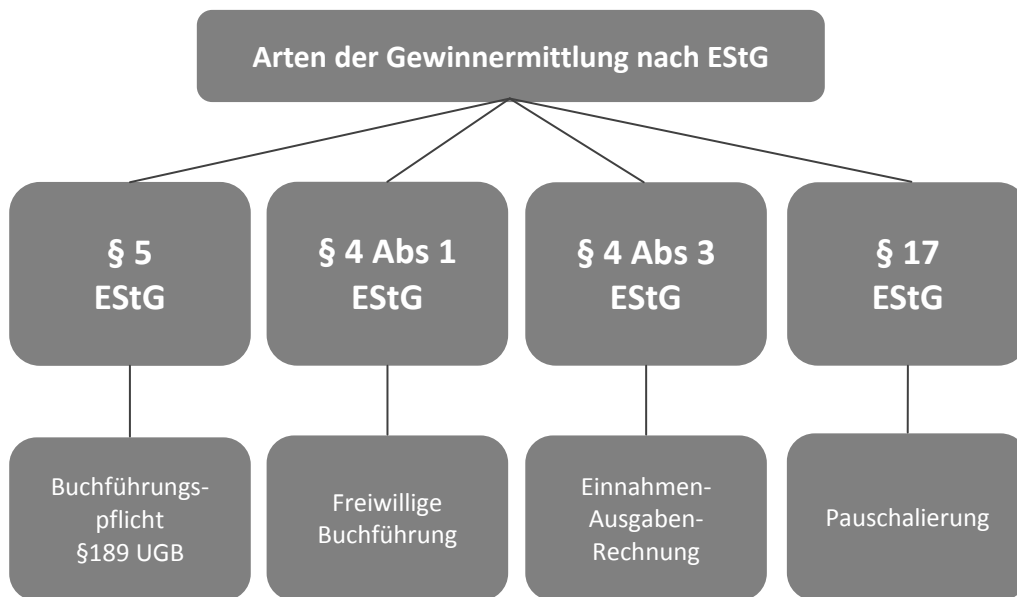 Arten der Gewinnermittlung nach EStG
§ 5
EStG
§ 4 Abs 1
EStG
§ 4 Abs 3
EStG
§ 17
EStG
Buchführungs-
pflicht
§189 UGB
Freiwillige
Buchführung
Einnahmen-
Ausgaben-
Rechnung
Pauschalierung